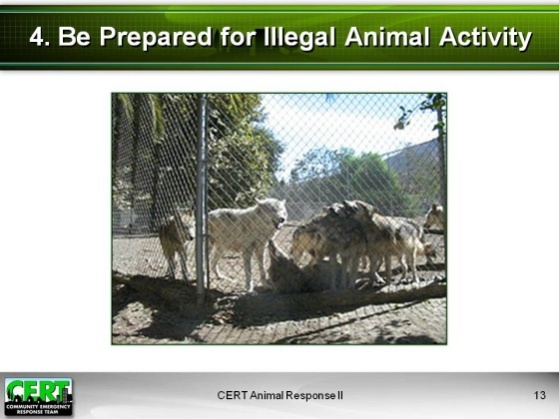 4. Be Prepared for Illegal Animal Activity
CERT
COMMUNITY EMERGENCY
RESPONSE TEAM
CERT Animal Response II
13